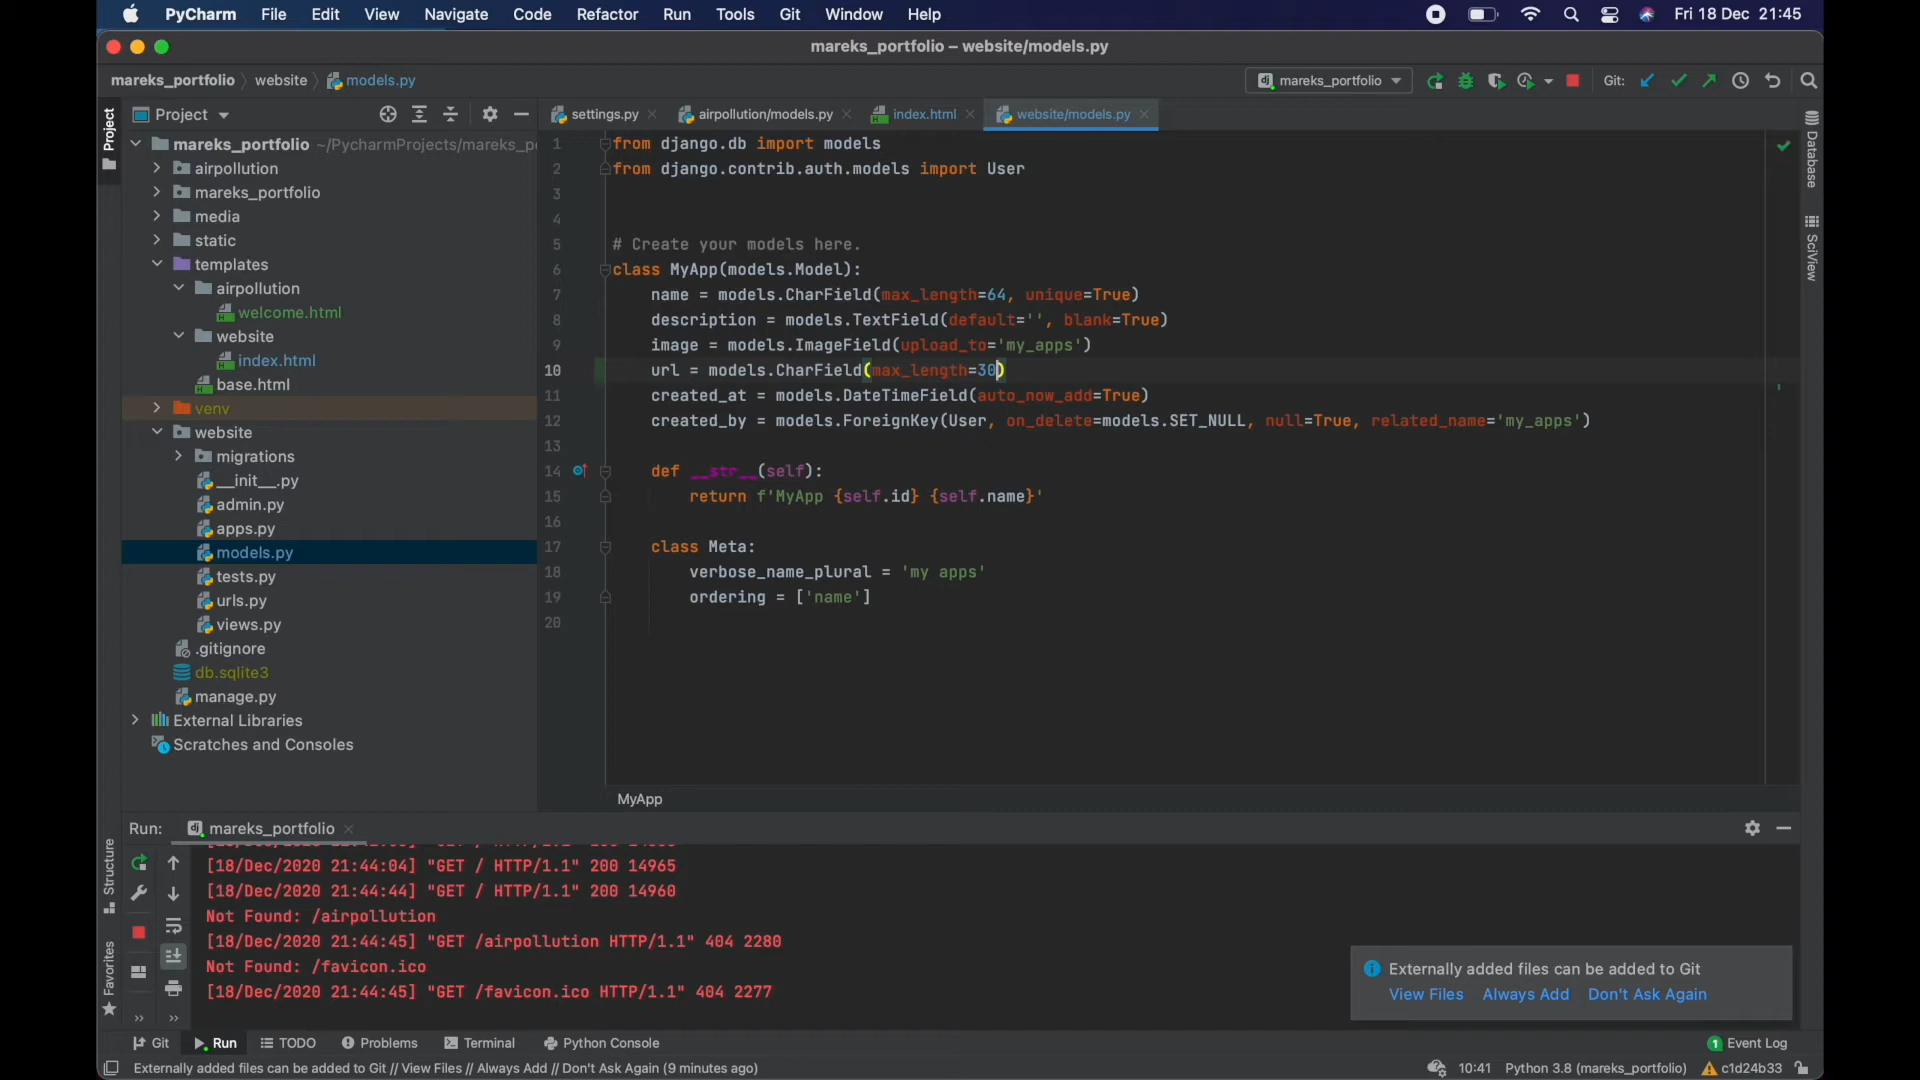 PyCharm File Edit View Navigate Code Refactor Run Tools Git Window Help Fri 18 Dec 21:45
mareks_portfolio – website/models.py
mareks_portfolio website models.py mareks_portfolio Git:
Project settings.py airpollution/models.py index.html website/models.py
Project
Database
SciView
Structure
Favorites
mareks_portfolio ~/PycharmProjects/mareks_p
airpollution
mareks_portfolio
media
static
templates
airpollution
welcome.html
website
index.html
base.html
venv
website
migrations
__init__.py
admin.py
apps.py
models.py
tests.py
urls.py
views.py
.gitignore
db.sqlite3
manage.py
External Libraries
Scratches and Consoles
1 from django.db import models
2 from django.contrib.auth.models import User
3
4
5 # Create your models here.
6 class MyApp(models.Model):
7 name = models.CharField(max_length=64, unique=True)
8 description = models.TextField(default='', blank=True)
9 image = models.ImageField(upload_to='my_apps')
10 url = models.CharField(max_length=30)
11 created_at = models.DateTimeField(auto_now_add=True)
12 created_by = models.ForeignKey(User, on_delete=models.SET_NULL, null=True, related_name='my_apps')
13
14 def __str__(self):
15 return f'MyApp {self.id} {self.name}'
16
17 class Meta:
18 verbose_name_plural = 'my apps'
19 ordering = ['name']
20
MyApp
Run: mareks_portfolio
[18/Dec/2020 21:44:04] "GET / HTTP/1.1" 200 14965
[18/Dec/2020 21:44:44] "GET / HTTP/1.1" 200 14960
Not Found: /airpollution
[18/Dec/2020 21:44:45] "GET /airpollution HTTP/1.1" 404 2280
Not Found: /favicon.ico
[18/Dec/2020 21:44:45] "GET /favicon.ico HTTP/1.1" 404 2277
Externally added files can be added to Git
View Files Always Add Don't Ask Again
Git Run TODO Problems Terminal Python Console 1 Event Log
Externally added files can be added to Git // View Files // Always Add // Don't Ask Again (9 minutes ago) 10:41 Python 3.8 (mareks_portfolio) c1d24b33